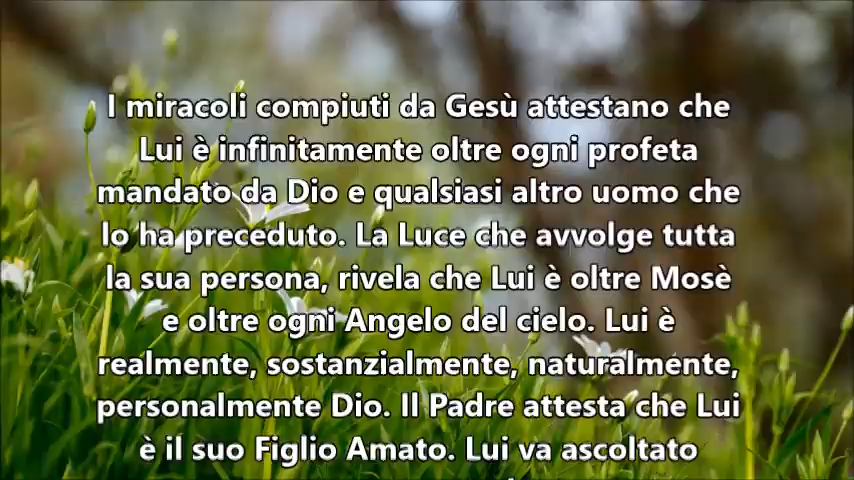 I miracoli compiuti da Gesù attestano che
Lui è infinitamente oltre ogni profeta
mandato da Dio e qualsiasi altro uomo che
lo ha preceduto. La Luce che avvolge tutta
la sua persona, rivela che Lui è oltre Mosè
e oltre ogni Angelo del cielo. Lui è
realmente, sostanzialmente, naturalmente,
personalmente Dio. Il Padre attesta che Lui
è il suo Figlio Amato. Lui va ascoltato